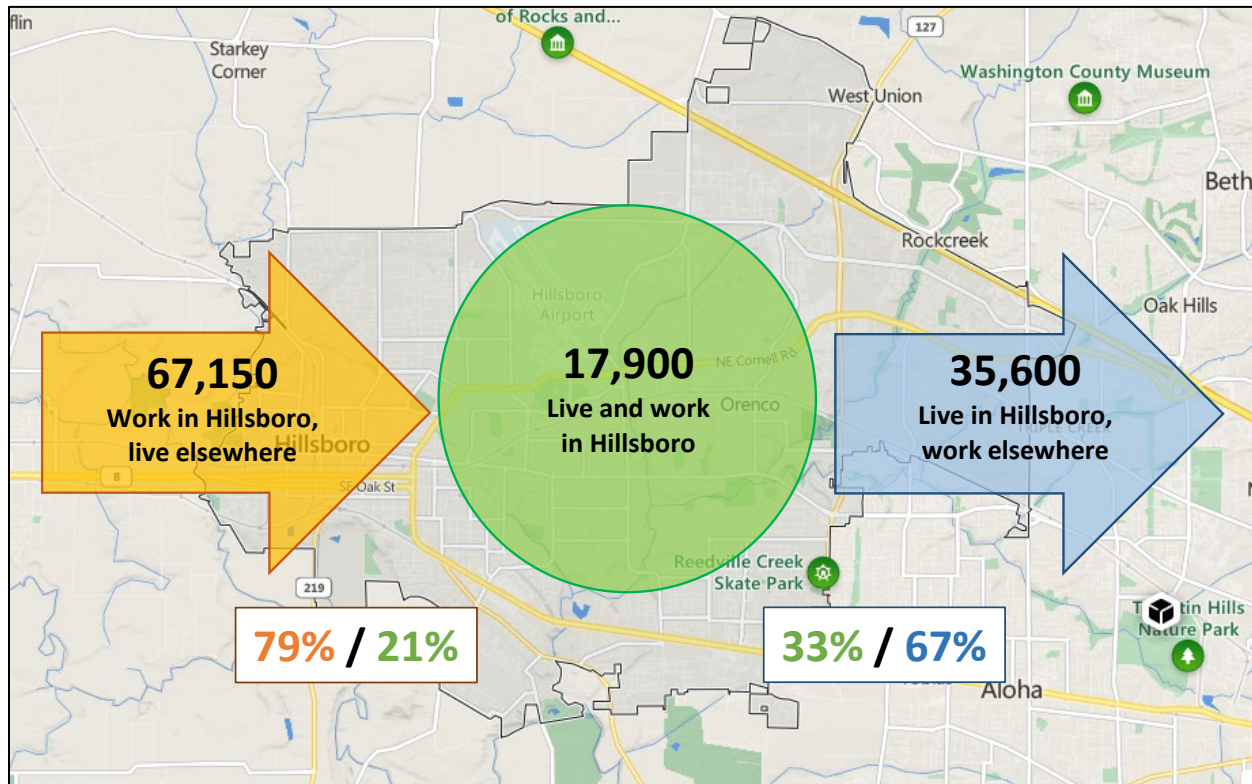 flin
of Rocks and...
127
Starkey
Corner
Washington County Museum
West Union
Beth
Rockcreek
Hillsboro
Airport
Oak Hills
67,150
Work in Hillsboro,
live elsewhere
17,900
Live and work
in Hillsboro
35,600
Live in Hillsboro,
work elsewhere
NE Cornell Rd
Orenco
TRIPLE CREEK
Hillsboro
8
SE Oak St
219
Reedville Creek
Skate Park
79% / 21%
33% / 67%
Hills
Nature Park
Aloha